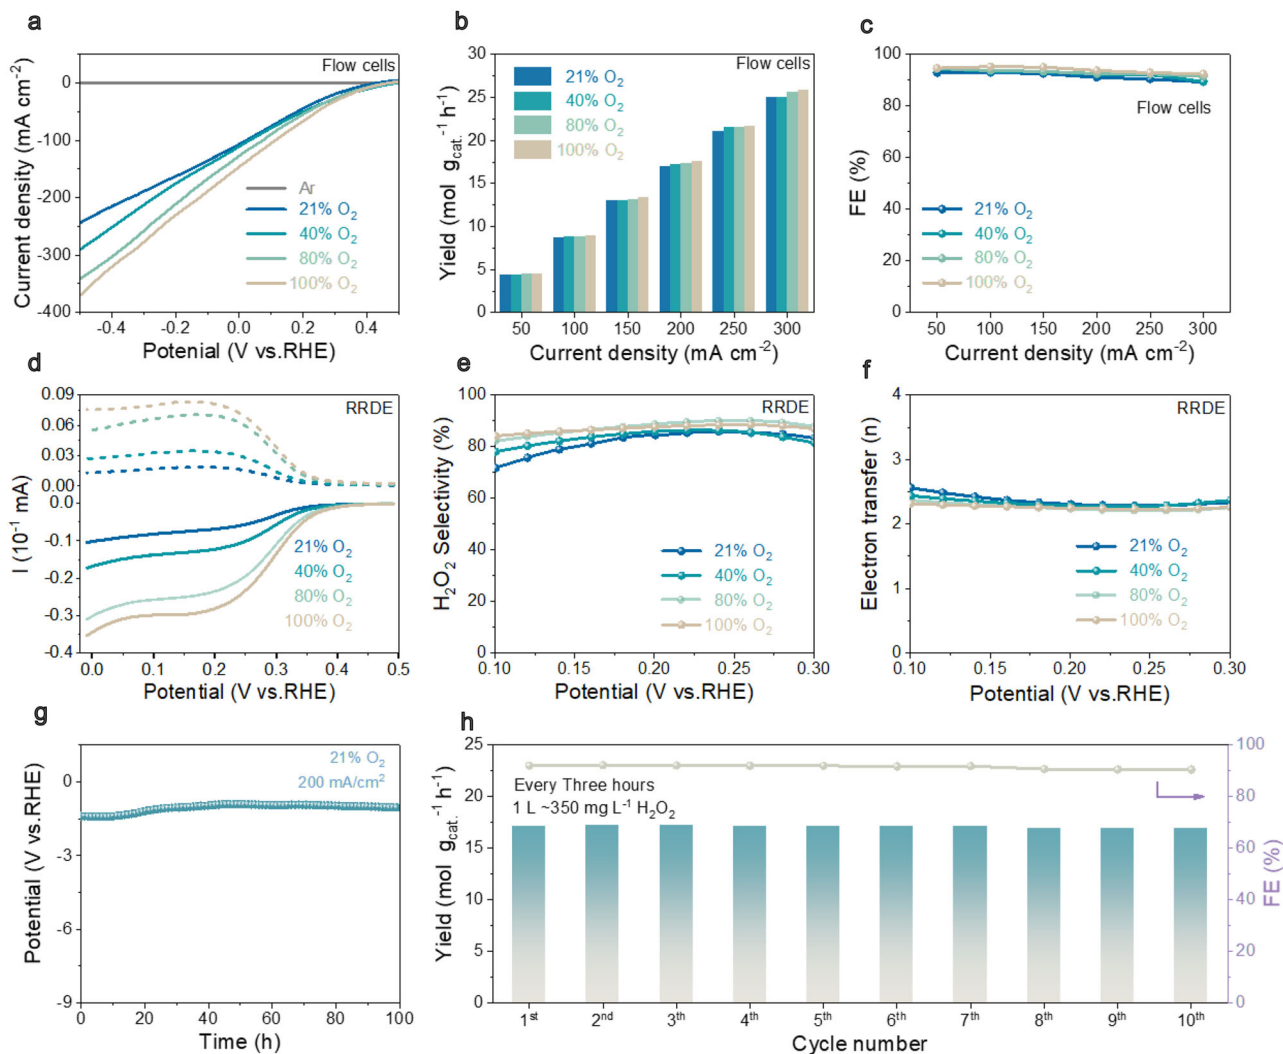 a
Flow cells
Current density (mA cm⁻²)
0
-100
-200
-300
-400
Ar
21% O₂
40% O₂
80% O₂
100% O₂
-0.4 -0.2 0.0 0.2 0.4
Potenial (V vs.RHE)
b
Flow cells
Yield (mol g_cat.⁻¹ h⁻¹)
30
25
20
15
10
5
0
21% O₂
40% O₂
80% O₂
100% O₂
50 100 150 200 250 300
Current density (mA cm⁻²)
c
FE (%)
100
80
60
40
20
0
Flow cells
21% O₂
40% O₂
80% O₂
100% O₂
50 100 150 200 250 300
Current density (mA cm⁻²)
d
RRDE
I (10⁻¹ mA)
0.09
0.06
0.03
0.00
0.0
-0.1
-0.2
-0.3
-0.4
21% O₂
40% O₂
80% O₂
100% O₂
0.0 0.1 0.2 0.3 0.4 0.5
Potential (V vs.RHE)
e
RRDE
H₂O₂ Selectivity (%)
100
80
60
40
20
0
21% O₂
40% O₂
80% O₂
100% O₂
0.10 0.15 0.20 0.25 0.30
Potential (V vs.RHE)
f
RRDE
Electron transfer (n)
4
3
2
1
0
21% O₂
40% O₂
80% O₂
100% O₂
0.10 0.15 0.20 0.25 0.30
Potential (V vs.RHE)
g
21% O₂
200 mA/cm²
Potential (V vs.RHE)
0
-3
-6
-9
0 20 40 60 80 100
Time (h)
h
Yield (mol g_cat.⁻¹ h⁻¹)
25
23
20
18
15
13
10
8
5
3
0
Every Three hours
1 L ~350 mg L⁻¹ H₂O₂
100
80
60
40
20
0
FE (%)
1ˢᵗ 2ⁿᵈ 3ᵗʰ 4ᵗʰ 5ᵗʰ 6ᵗʰ 7ᵗʰ 8ᵗʰ 9ᵗʰ 10ᵗʰ
Cycle number